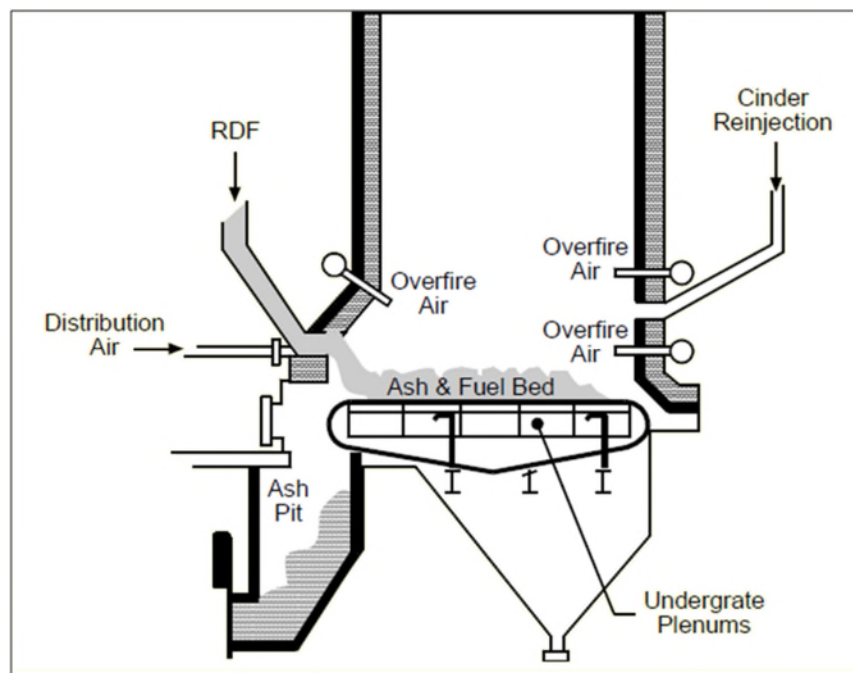 Cinder
Reinjection
RDF
Overfire
Air
Overfire
Air
Distribution
Air
Overfire
Air
Ash & Fuel Bed
Ash
Pit
Undergrate
Plenums